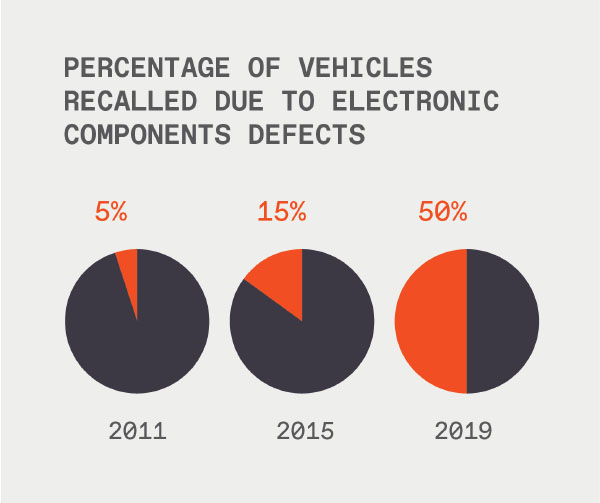 PERCENTAGE OF VEHICLES
RECALLED DUE TO ELECTRONIC
COMPONENTS DEFECTS
5%
15%
50%
2011
2015
2019